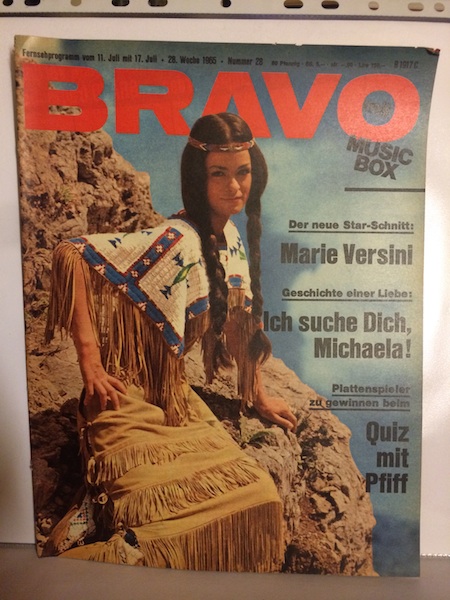 Fernsehprogramm vom 11. Juli mit 17. Juli • 28. Woche 1965 • Nummer 28
BRAVO
MUSIC
BOX
Der neue Star-Schnitt:
Marie Versini
Geschichte einer Liebe:
Ich suche Dich,
Michaela!
Plattenspieler
zu gewinnen beim
Quiz
mit
Pfiff